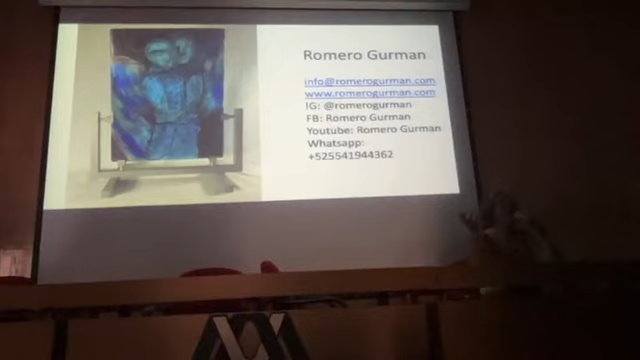 Romero Gurman
info@romerogurman.com
www.romerogurman.com
IG: @romerogurman
FB: Romero Gurman
Youtube: Romero Gurman
Whatsapp:
+525541944362